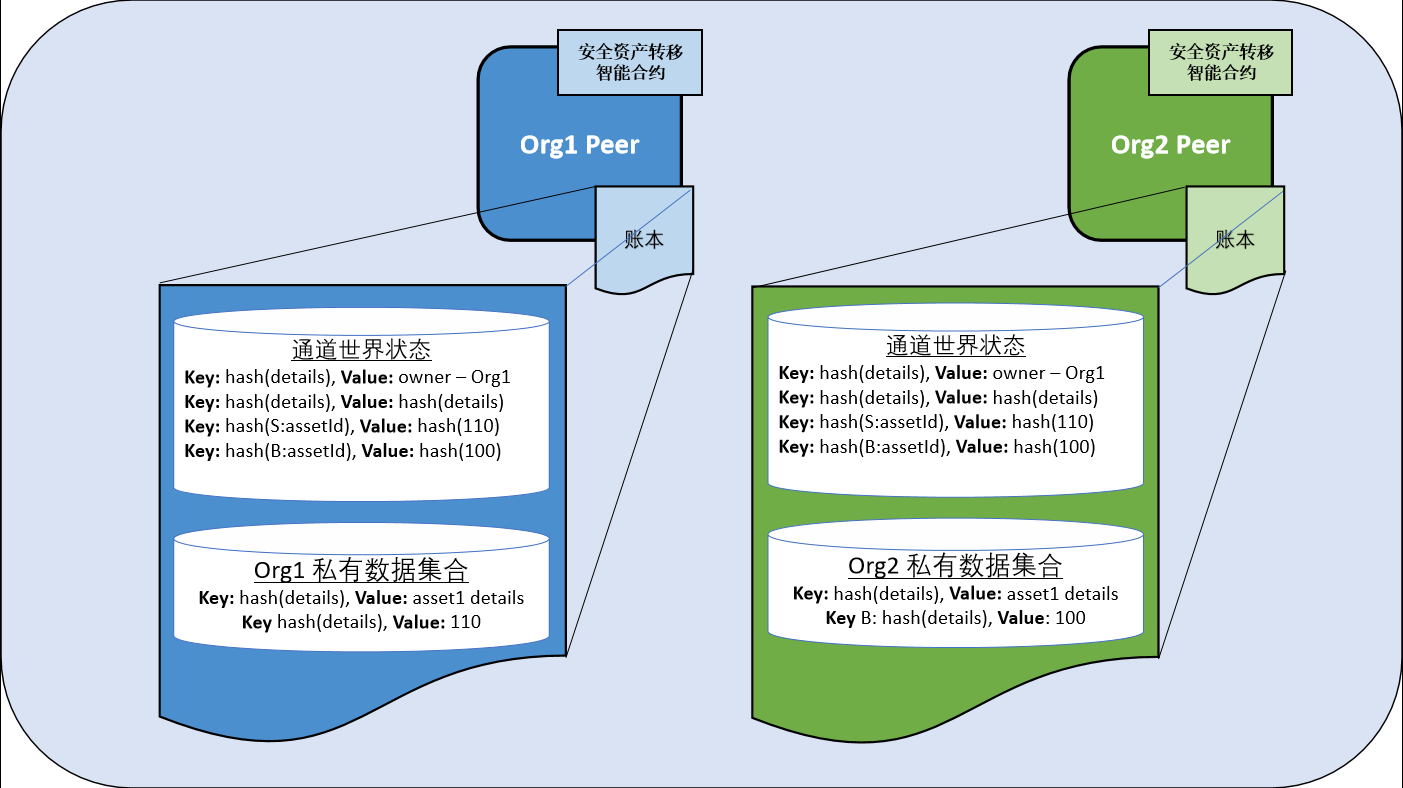 安全资产转移
智能合约
Org1 Peer
账本
通道世界状态
Key: hash(details), Value: owner – Org1
Key: hash(details), Value: hash(details)
Key: hash(S:assetId), Value: hash(110)
Key: hash(B:assetId), Value: hash(100)
Org1 私有数据集合
Key: hash(details), Value: asset1 details
Key hash(details), Value: 110
安全资产转移
智能合约
Org2 Peer
账本
通道世界状态
Key: hash(details), Value: owner – Org1
Key: hash(details), Value: hash(details)
Key: hash(S:assetId), Value: hash(110)
Key: hash(B:assetId), Value: hash(100)
Org2 私有数据集合
Key: hash(details), Value: asset1 details
Key B: hash(details), Value: 100